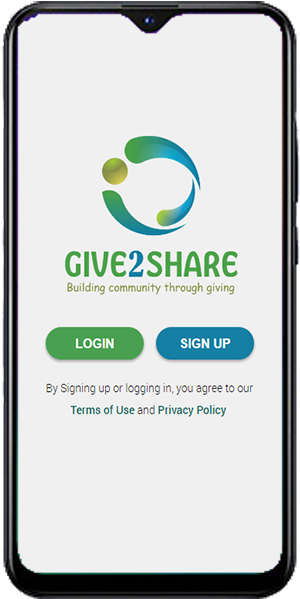 GIVE2SHARE
Building community through giving
LOGIN
SIGN UP
By Signing up or logging in, you agree to our
Terms of Use and Privacy Policy